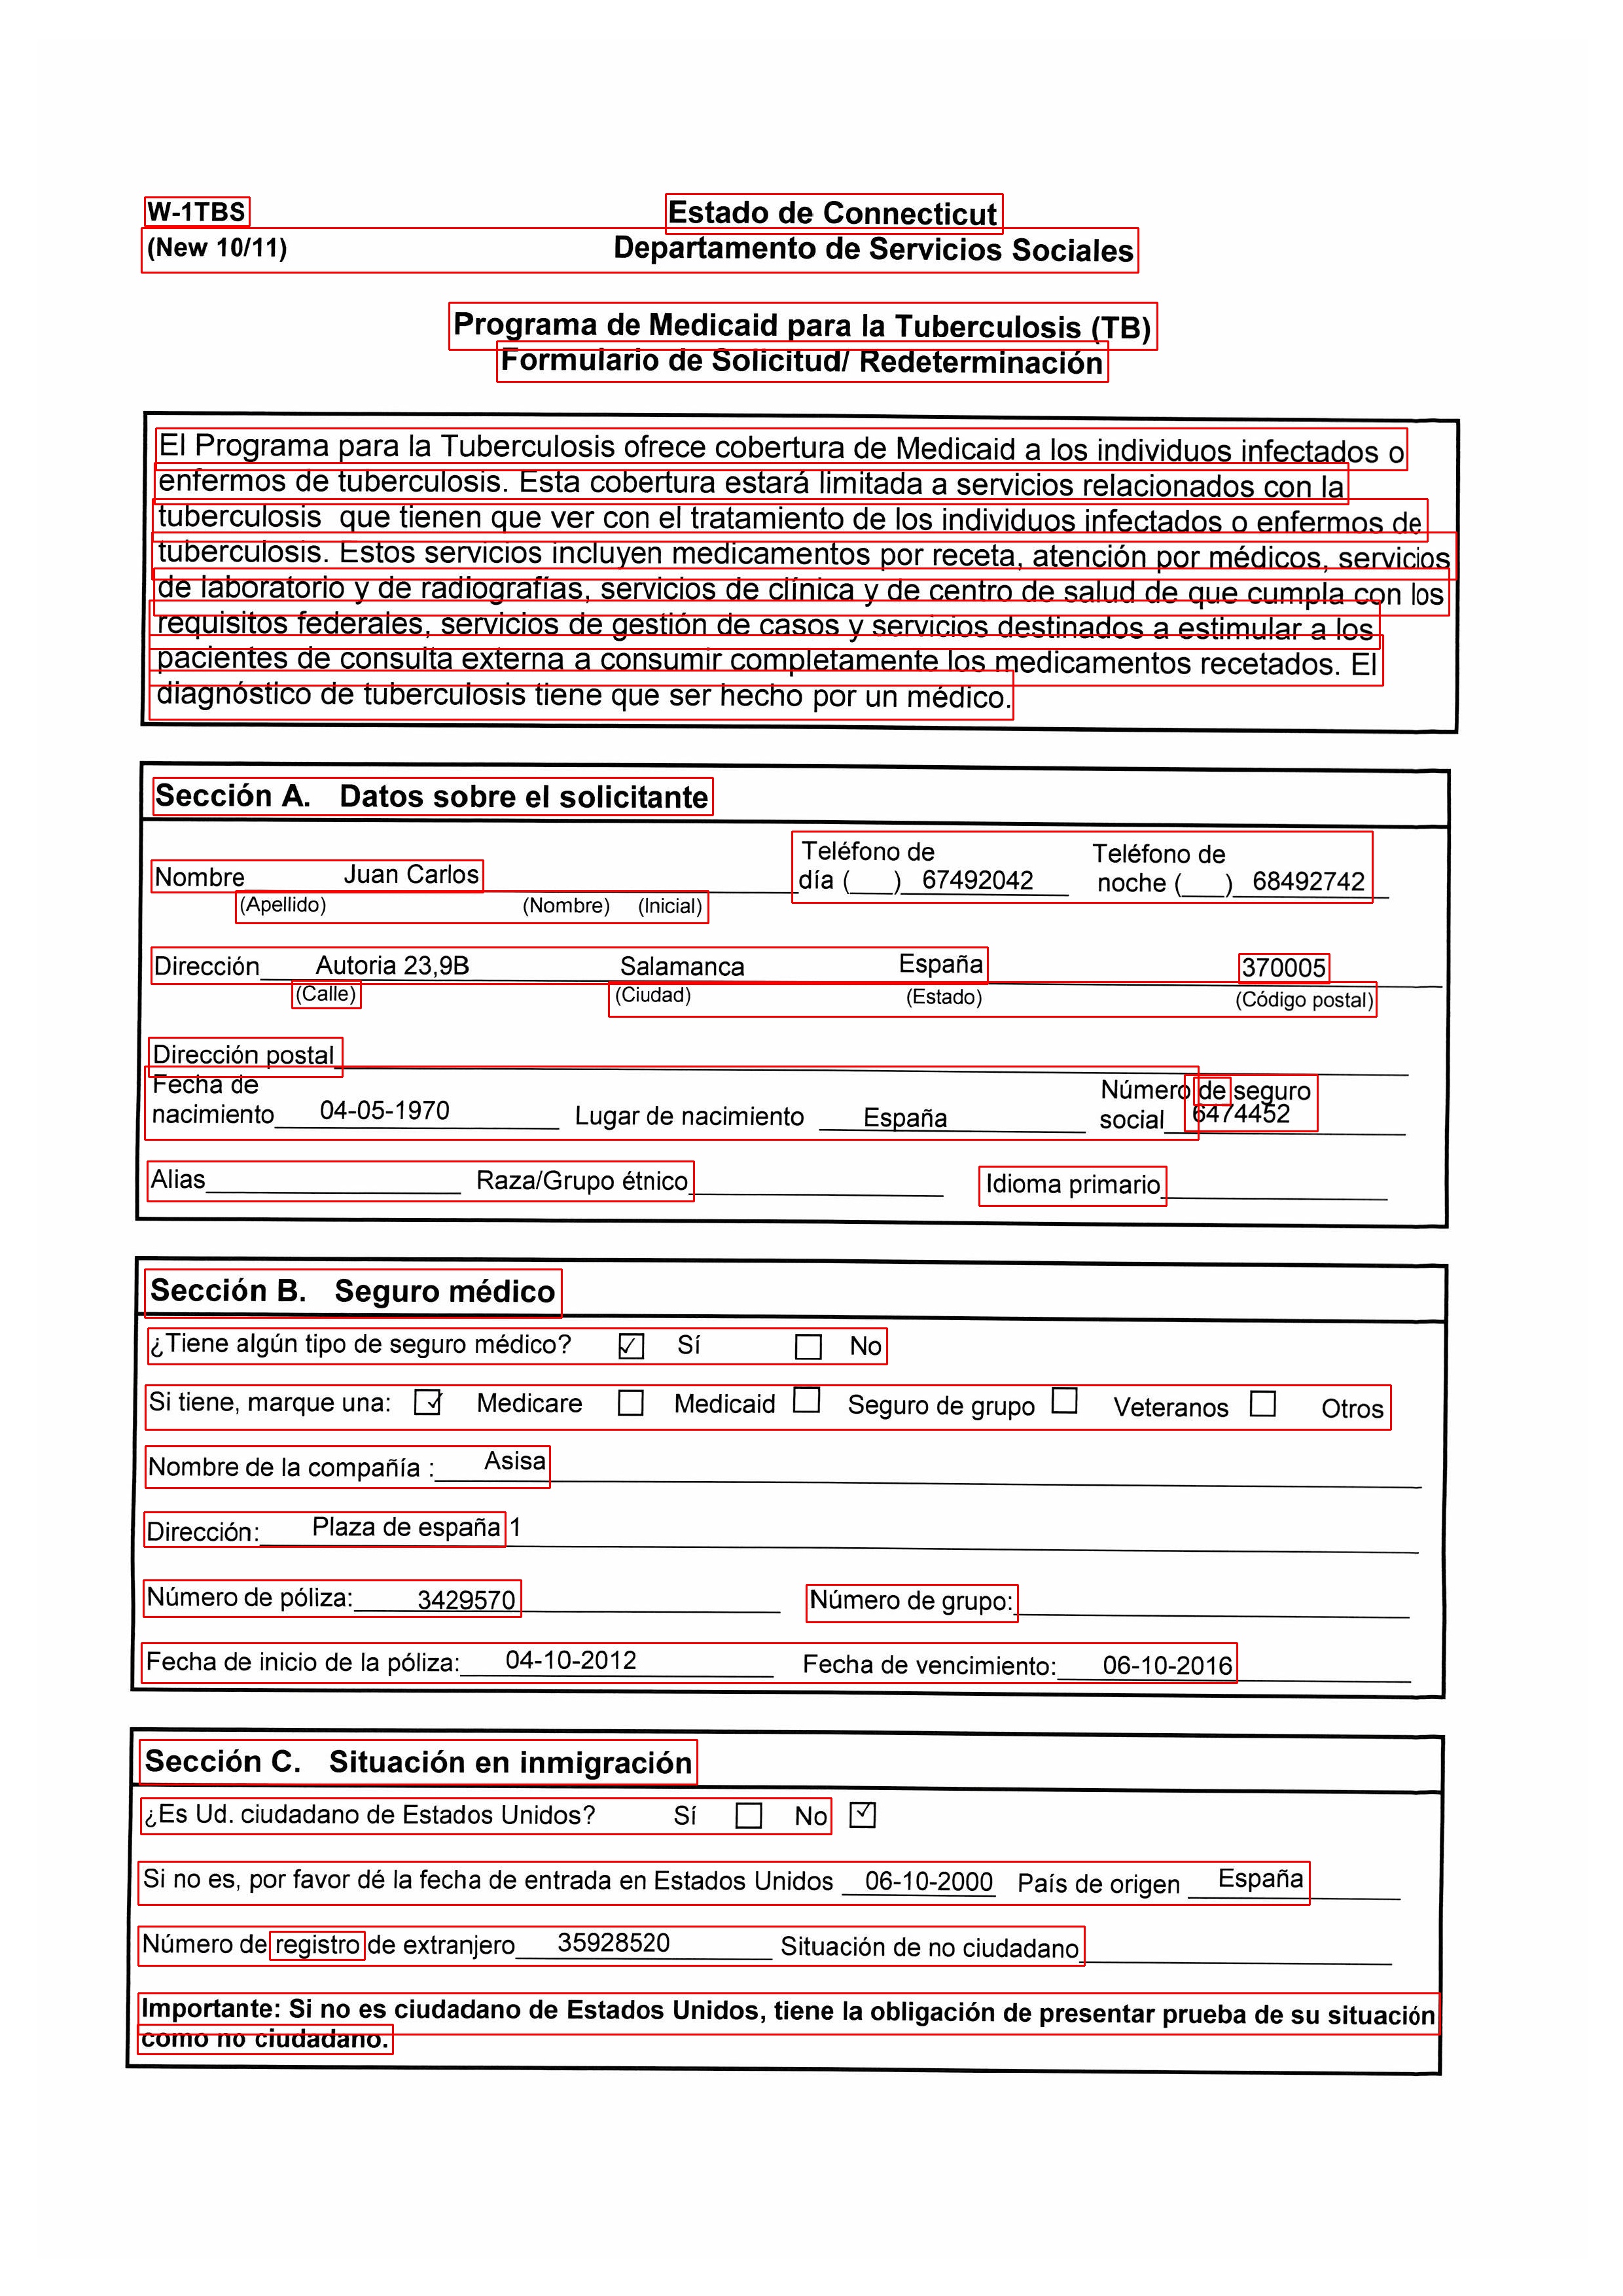 W-1TBS Estado de Connecticut
(New 10/11) Departamento de Servicios Sociales
Programa de Medicaid para la Tuberculosis (TB)
Formulario de Solicitud/ Redeterminación
El Programa para la Tuberculosis ofrece cobertura de Medicaid a los individuos infectados o
enfermos de tuberculosis. Esta cobertura estará limitada a servicios relacionados con la
tuberculosis que tienen que ver con el tratamiento de los individuos infectados o enfermos de
tuberculosis. Estos servicios incluyen medicamentos por receta, atención por médicos, servicios
de laboratorio y de radiografías, servicios de clínica y de centro de salud de que cumpla con los
requisitos federales, servicios de gestión de casos y servicios destinados a estimular a los
pacientes de consulta externa a consumir completamente los medicamentos recetados. El
diagnóstico de tuberculosis tiene que ser hecho por un médico.
Sección A. Datos sobre el solicitante
Teléfono de Teléfono de
Nombre Juan Carlos día (___) 67492042 noche (___) 68492742
(Apellido) (Nombre) (Inicial)
Dirección Autoria 23,9B Salamanca España 370005
(Calle) (Ciudad) (Estado) (Código postal)
Dirección postal
Fecha de Número de seguro
nacimiento 04-05-1970 Lugar de nacimiento España social 6474452
Alias Raza/Grupo étnico Idioma primario
Sección B. Seguro médico
¿Tiene algún tipo de seguro médico? ☑ Sí ☐ No
Si tiene, marque una: ☑ Medicare ☐ Medicaid ☐ Seguro de grupo ☐ Veteranos ☐ Otros
Nombre de la compañía : Asisa
Dirección: Plaza de españa 1
Número de póliza: 3429570 Número de grupo:
Fecha de inicio de la póliza: 04-10-2012 Fecha de vencimiento: 06-10-2016
Sección C. Situación en inmigración
¿Es Ud. ciudadano de Estados Unidos? Sí ☐ No ☑
Si no es, por favor dé la fecha de entrada en Estados Unidos 06-10-2000 País de origen España
Número de registro de extranjero 35928520 Situación de no ciudadano
Importante: Si no es ciudadano de Estados Unidos, tiene la obligación de presentar prueba de su situación
como no ciudadano.